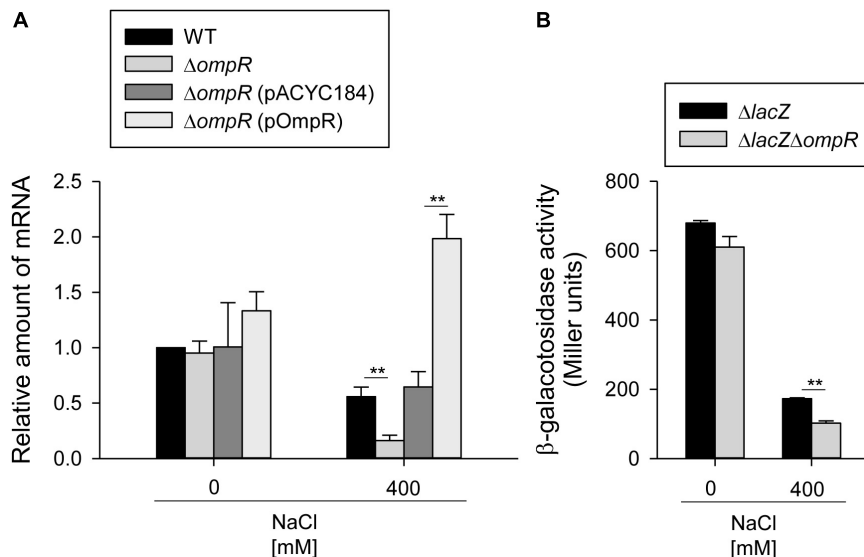 A
WT
ΔompR
ΔompR (pACYC184)
ΔompR (pOmpR)
Relative amount of mRNA
2.5
2.0
1.5
1.0
0.5
0.0
**
**
0
400
NaCl
[mM]
B
ΔlacZ
ΔlacZΔompR
β-galacotosidase activity
(Miller units)
800
600
400
200
0
**
0
400
NaCl
[mM]